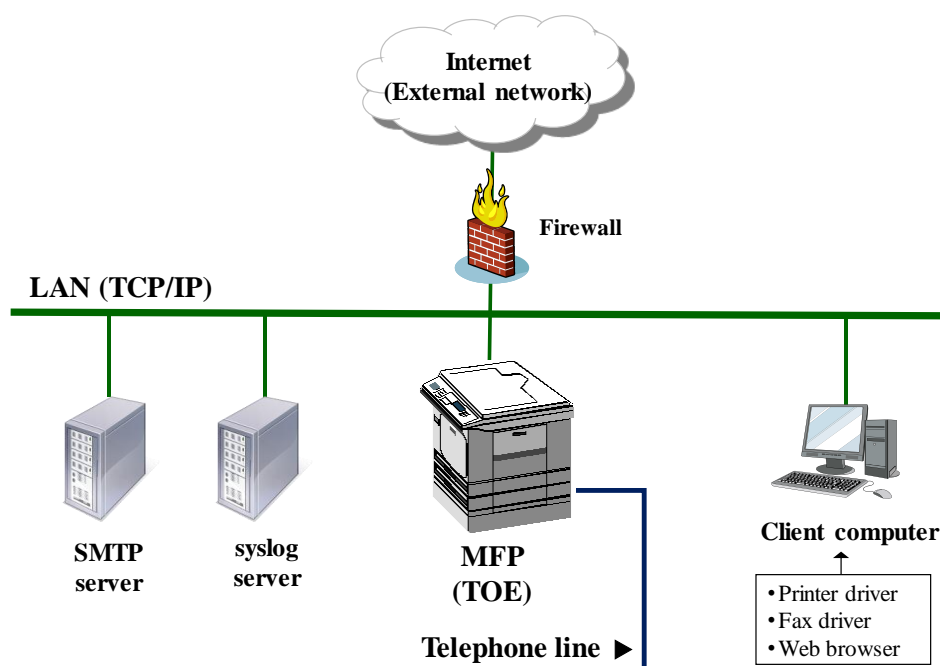 Internet
(External network)
Firewall
LAN (TCP/IP)
SMTP
server
syslog
server
MFP
(TOE)
Client computer
• Printer driver
• Fax driver
• Web browser
Telephone line ▶